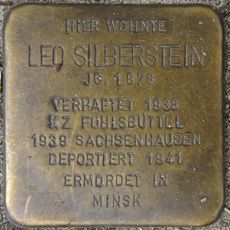 HIER WOHNTE
LEO SILBERSTEIN
JG. 1878
VERHAFTET 1938
KZ FUHLSBÜTTEL
1939 SACHSENHAUSEN
DEPORTIERT 1941
ERMORDET IN
MINSK